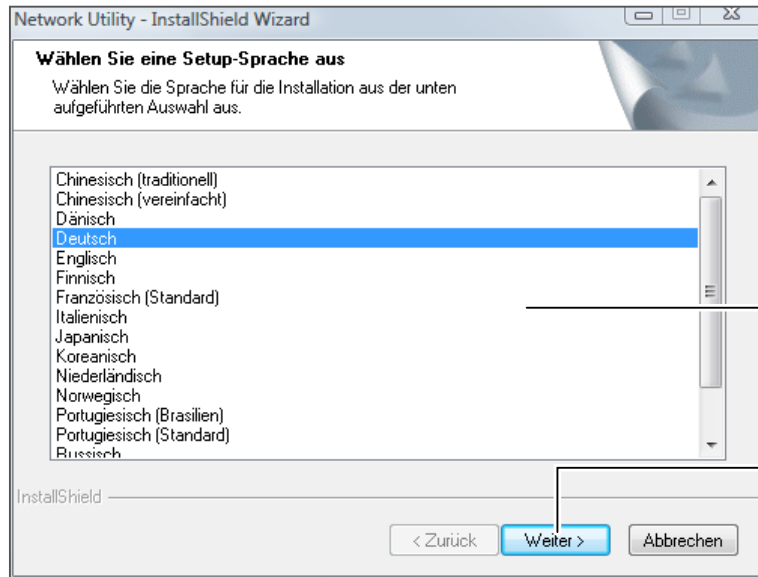 Network Utility - InstallShield Wizard
Wählen Sie eine Setup-Sprache aus
Wählen Sie die Sprache für die Installation aus der unten
aufgeführten Auswahl aus.
Chinesisch (traditionell)
Chinesisch (vereinfacht)
Dänisch
Deutsch
Englisch
Finnisch
Französisch (Standard)
Italienisch
Japanisch
Koreanisch
Niederländisch
Norwegisch
Portugiesisch (Brasilien)
Portugiesisch (Standard)
Russisch
InstallShield
< Zurück
Weiter >
Abbrechen